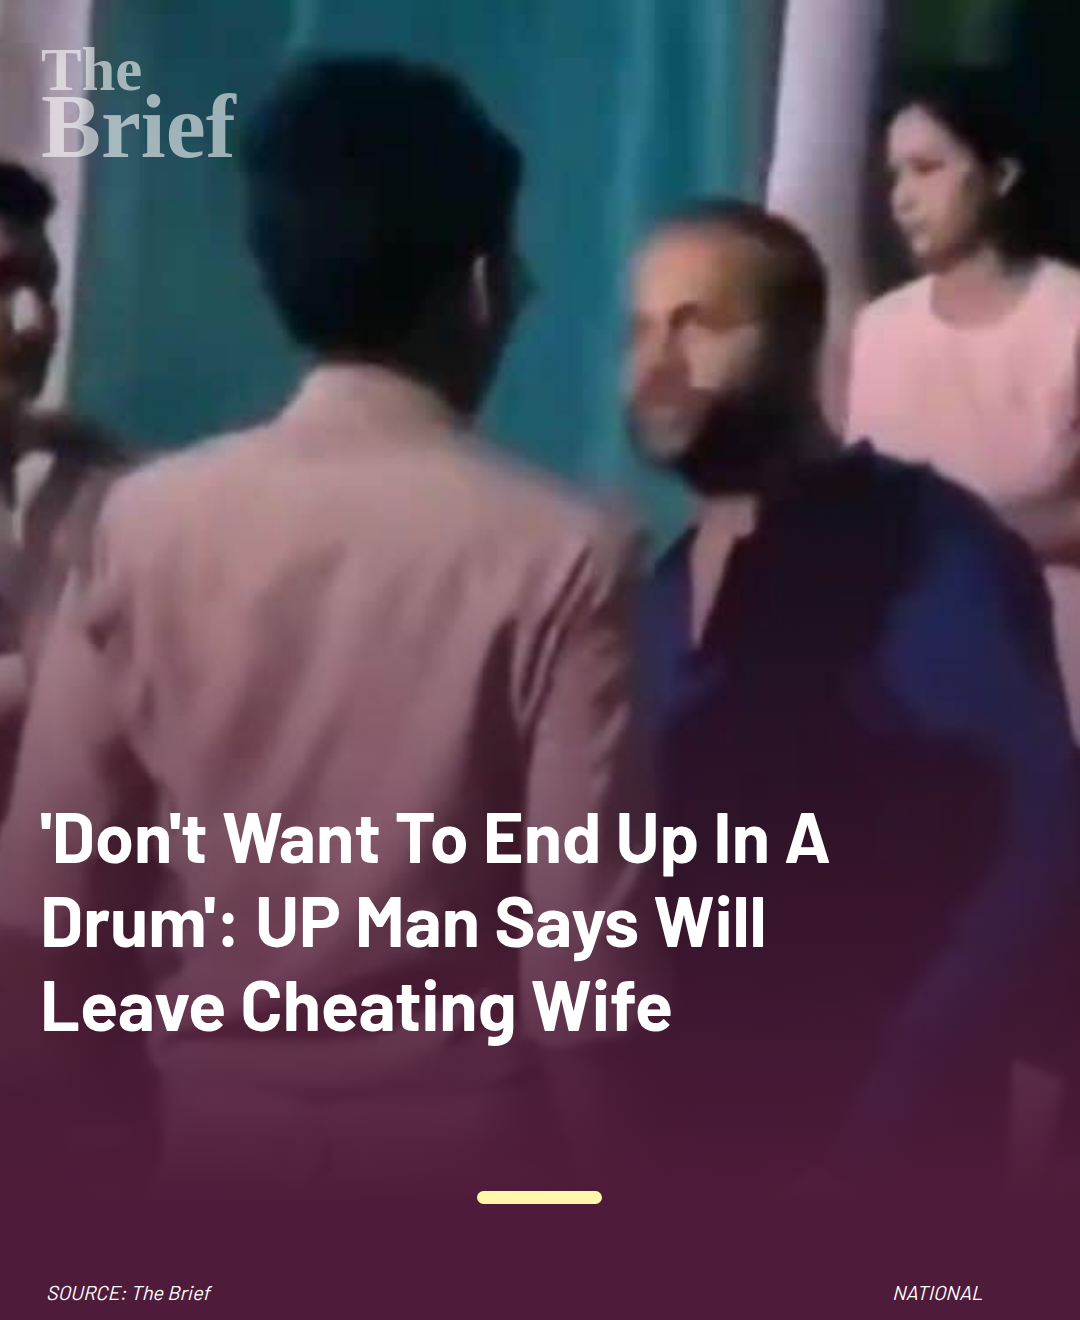 The
Brief
'Don't Want To End Up In A
Drum': UP Man Says Will
Leave Cheating Wife
SOURCE: The Brief
NATIONAL